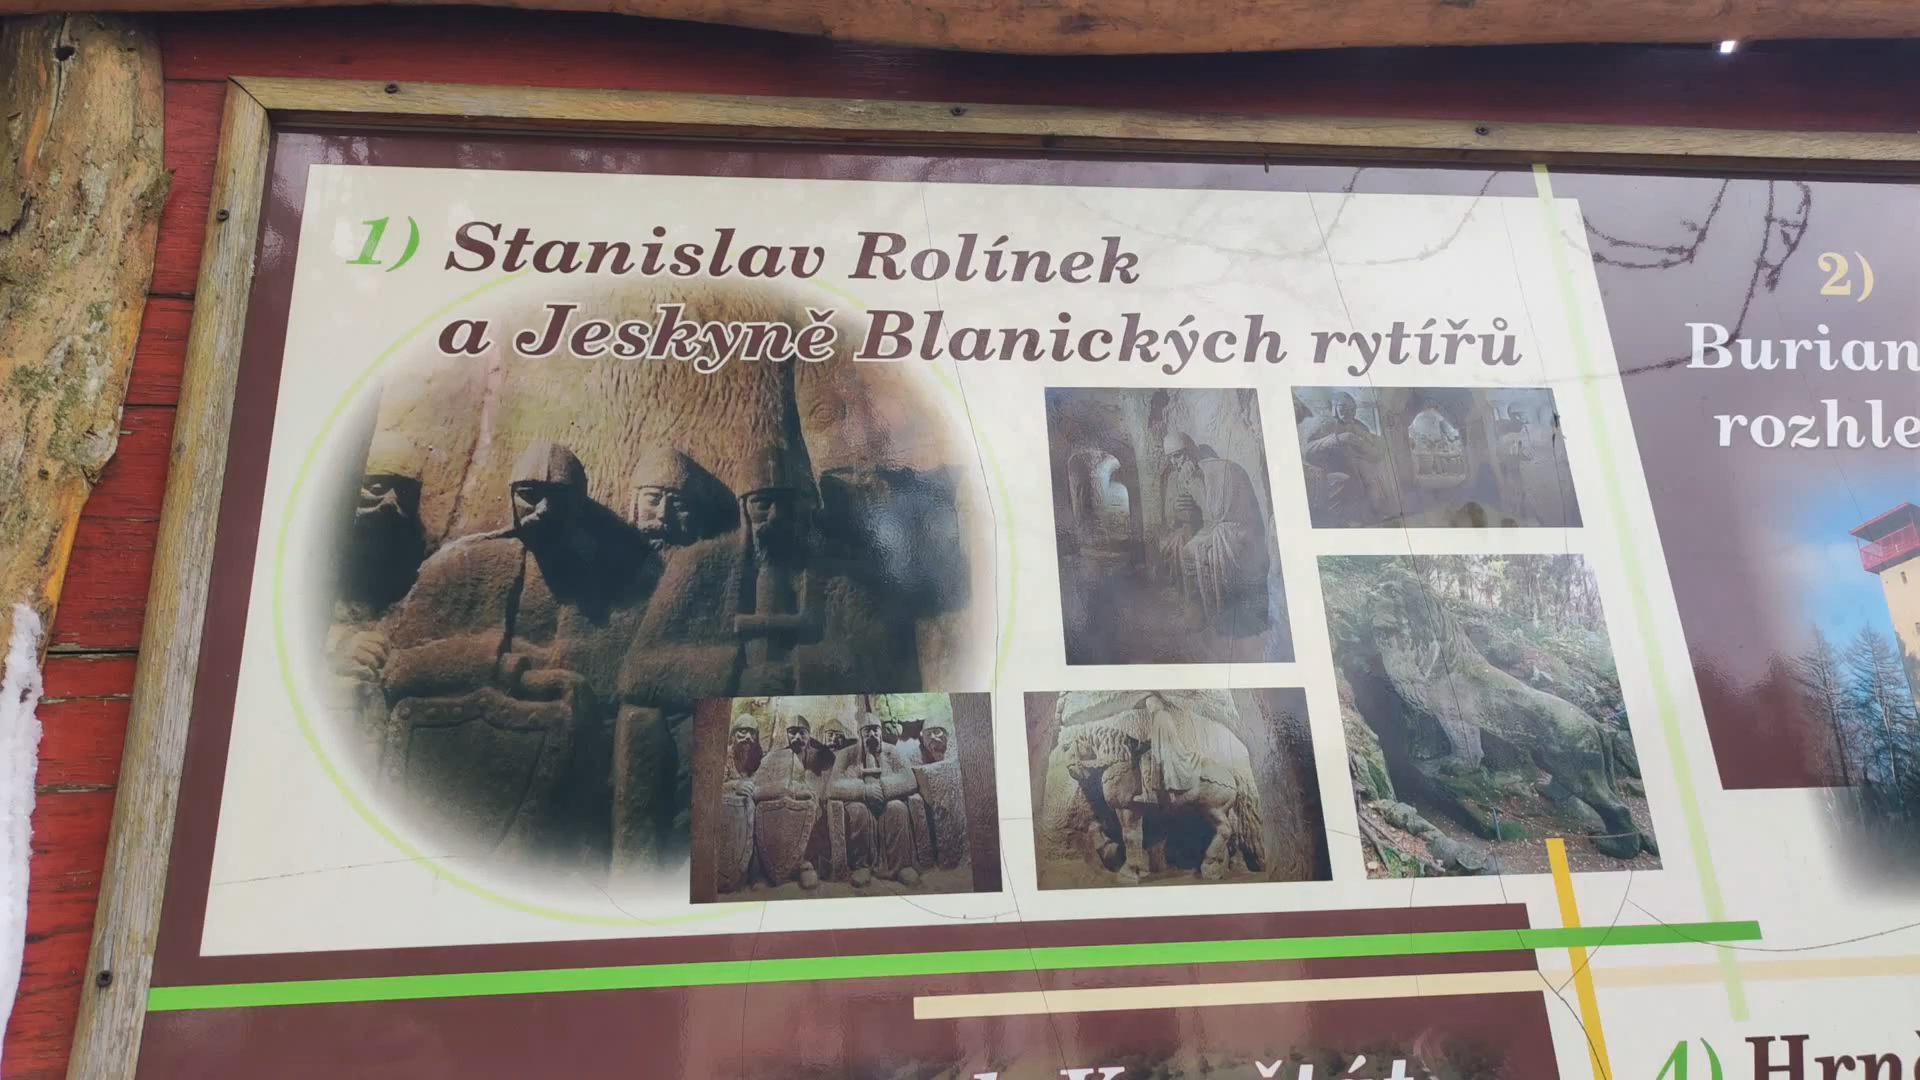 1) Stanislav Rolínek
a Jeskyně Blanických rytířů
2)
Burian
rozhle
4) Hrn